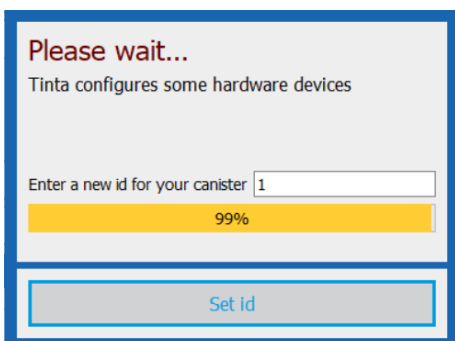 Please wait...
Tinta configures some hardware devices
Enter a new id for your canister 1
99%
Set id